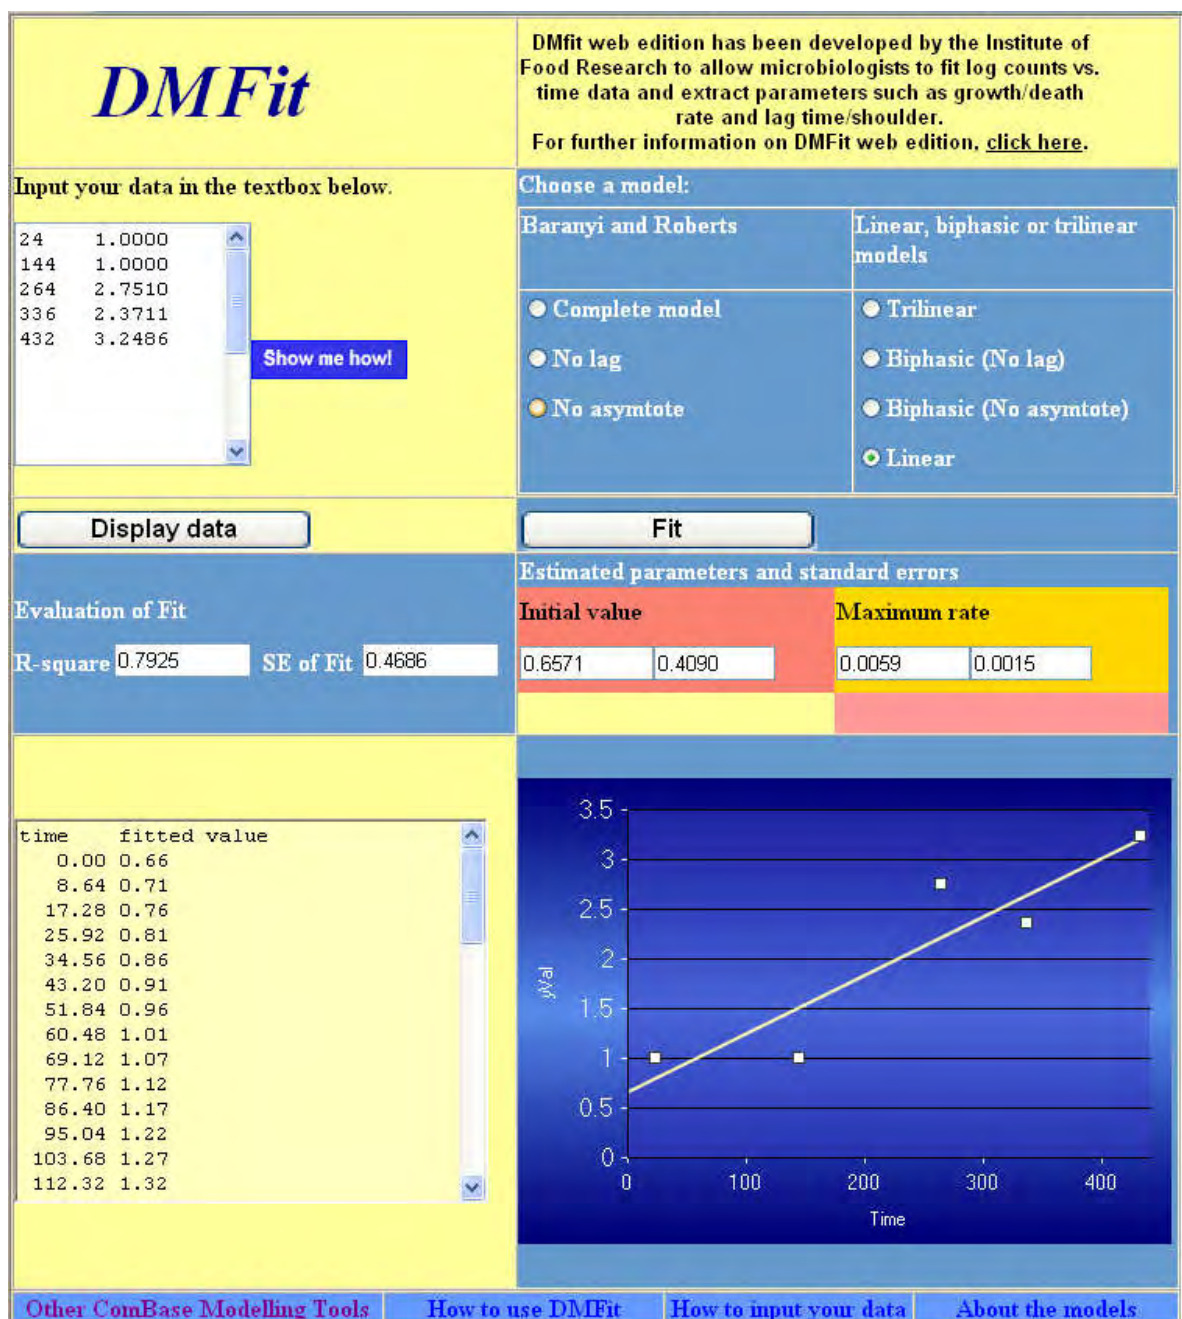 DMFit
DMfit web edition has been developed by the Institute of
Food Research to allow microbiologists to fit log counts vs.
time data and extract parameters such as growth/death
rate and lag time/shoulder.
For further information on DMFit web edition, click here.
Input your data in the textbox below.
24 1.0000
144 1.0000
264 2.7510
336 2.3711
432 3.2486
Show me how!
Choose a model:
Baranyi and Roberts
Linear, biphasic or trilinear
models
Complete model
No lag
No asymtote
Trilinear
Biphasic (No lag)
Biphasic (No asymtote)
Linear
Display data
Fit
Evaluation of Fit
R-square 0.7925 SE of Fit 0.4686
Estimated parameters and standard errors
Initial value
0.6571 0.4090
Maximum rate
0.0059 0.0015
time fitted value
0.00 0.66
8.64 0.71
17.28 0.76
25.92 0.81
34.56 0.86
43.20 0.91
51.84 0.96
60.48 1.01
69.12 1.07
77.76 1.12
86.40 1.17
95.04 1.22
103.68 1.27
112.32 1.32
3.5
3
2.5
2
1.5
1
0.5
0
yVal
0 100 200 300 400
Time
Other ComBase Modelling Tools
How to use DMFit
How to input your data
About the models